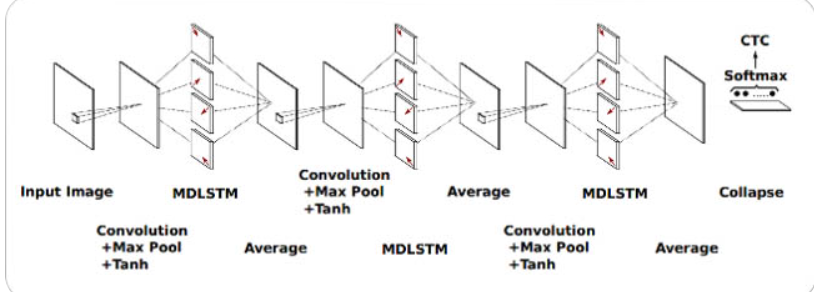 CTC
Softmax
Input Image
Convolution
+Max Pool
+Tanh
MDLSTM
Average
Convolution
+Max Pool
+Tanh
MDLSTM
Average
Convolution
+Max Pool
+Tanh
MDLSTM
Average
Collapse